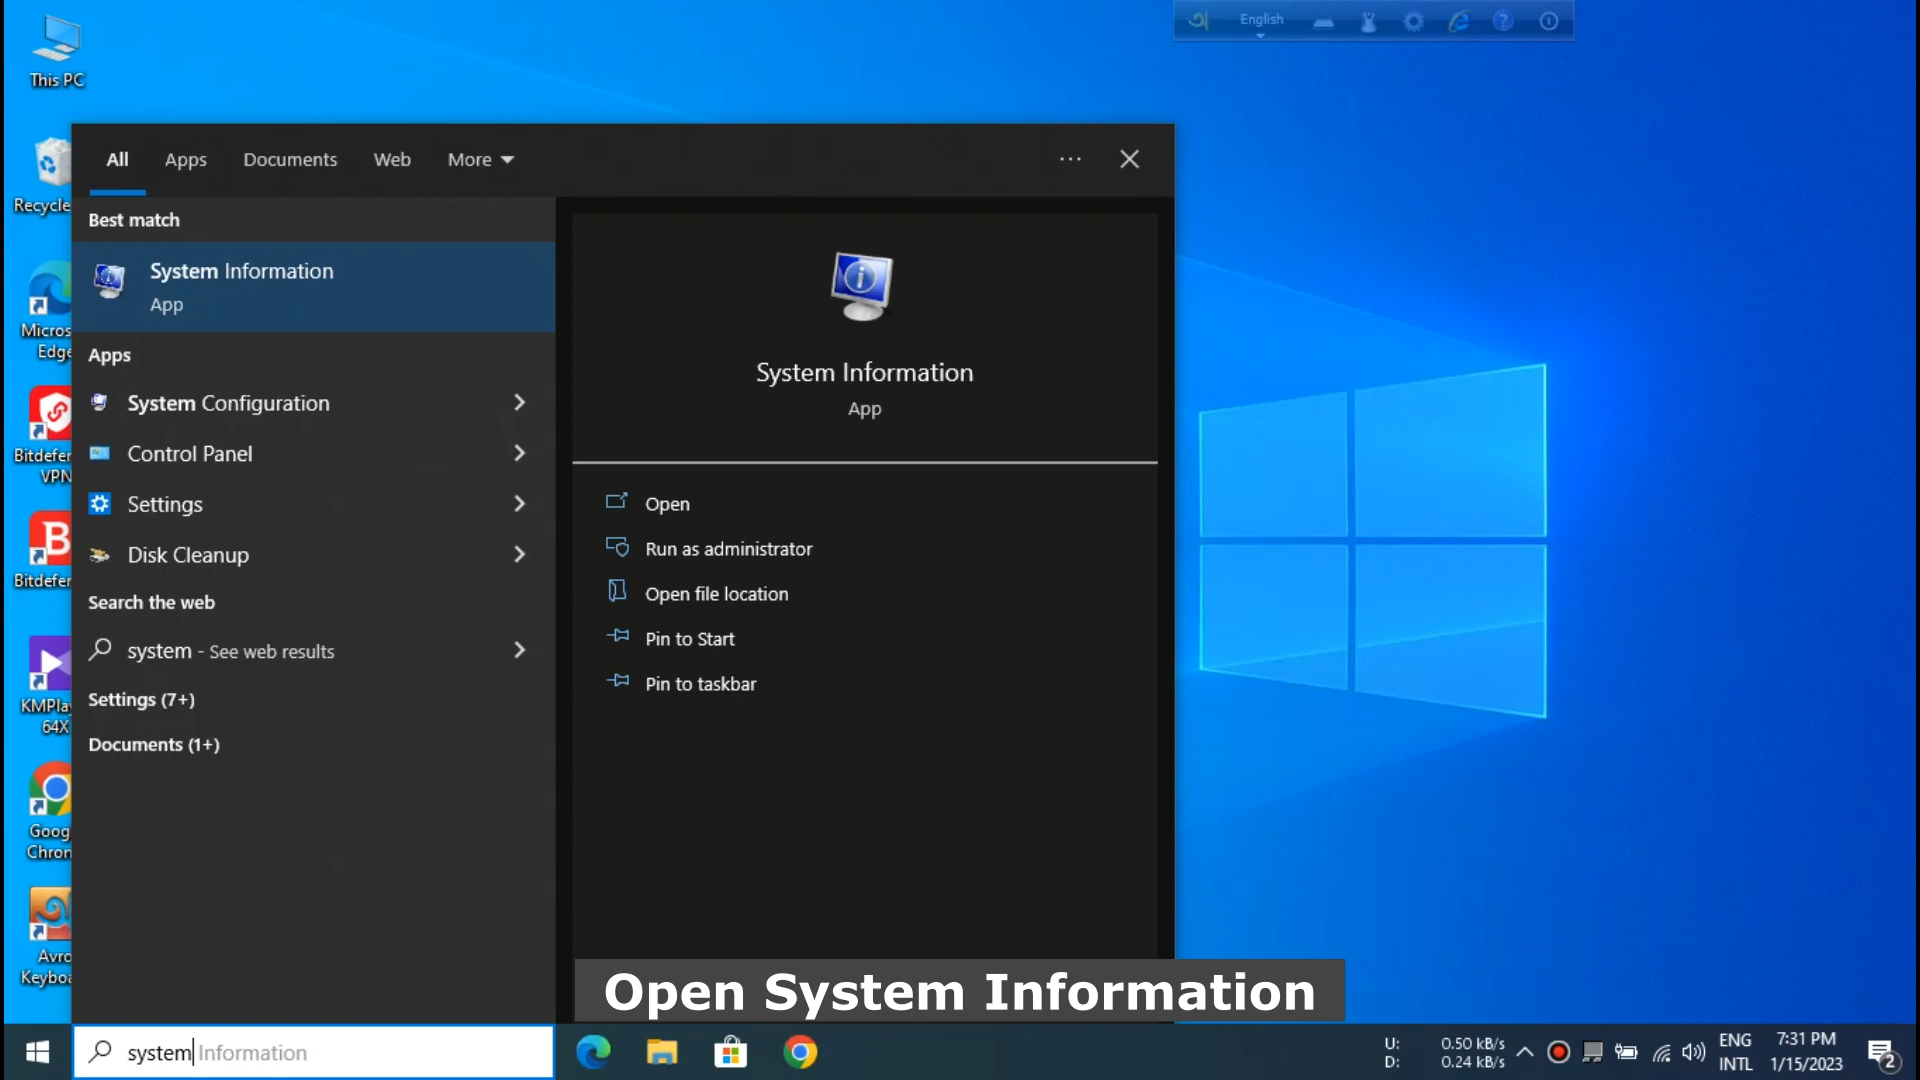 This PC
English
All Apps Documents Web More
Best match
System Information
App
Apps
System Configuration
Control Panel
Settings
Disk Cleanup
Search the web
system - See web results
Settings (7+)
Documents (1+)
System Information
App
Open
Run as administrator
Open file location
Pin to Start
Pin to taskbar
Recycle
Micros
Edge
Bitdefen
VPN
Bitdefen
KMPla
64X
Goog
Chron
Avro
Keyboa
Open System Information
system Information
U: 0.50 kB/s
D: 0.24 kB/s
ENG
INTL
7:31 PM
1/15/2023
2